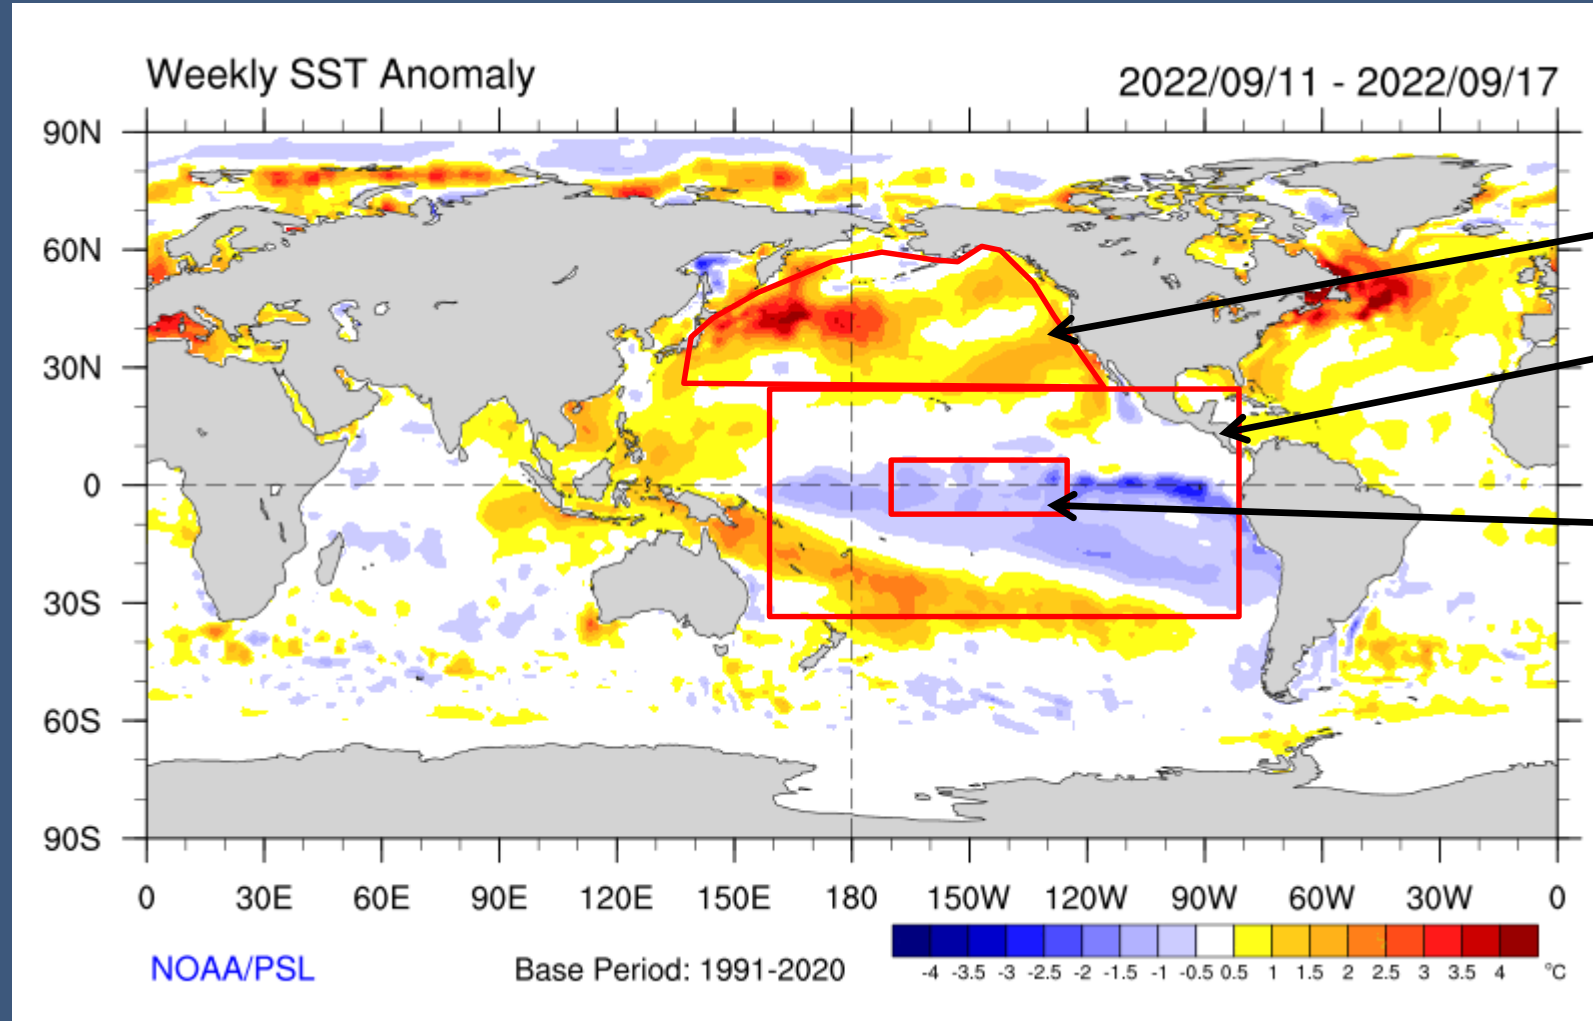 Weekly SST Anomaly
2022/09/11 - 2022/09/17
90N
60N
30N
0
30S
60S
90S
0 30E 60E 90E 120E 150E 180 150W 120W 90W 60W 30W 0
NOAA/PSL
Base Period: 1991-2020
-4 -3.5 -3 -2.5 -2 -1.5 -1 -0.5 0.5 1 1.5 2 2.5 3 3.5 4 °C